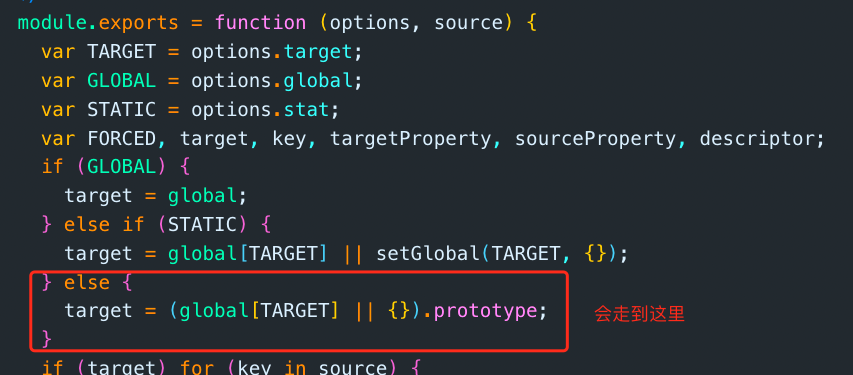 module.exports = function (options, source) {
var TARGET = options.target;
var GLOBAL = options.global;
var STATIC = options.stat;
var FORCED, target, key, targetProperty, sourceProperty, descriptor;
if (GLOBAL) {
target = global;
} else if (STATIC) {
target = global[TARGET] || setGlobal(TARGET, {});
} else {
target = (global[TARGET] || {}).prototype;
会走到这里
}
if (target) for (key in source) {